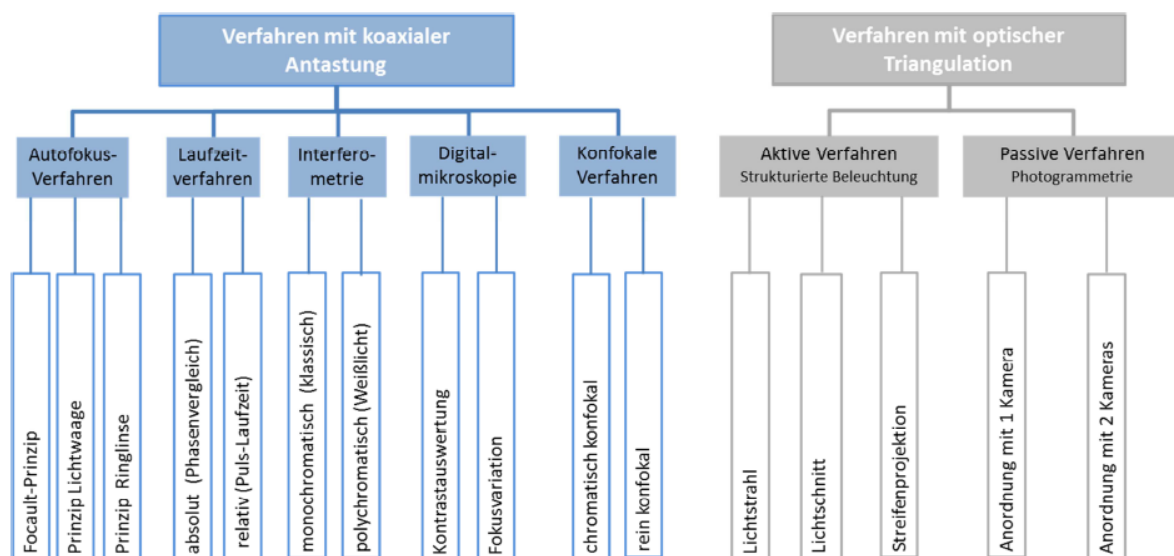 Verfahren mit koaxialer
Antastung
Verfahren mit optischer
Triangulation
Autofokus-
Verfahren
Laufzeit-
verfahren
Interfero-
metrie
Digital-
mikroskopie
Konfokale
Verfahren
Aktive Verfahren
Strukturierte Beleuchtung
Passive Verfahren
Photogrammetrie
Focault-Prinzip
Prinzip Lichtwaage
Prinzip Ringlinse
absolut (Phasenvergleich)
relativ (Puls-Laufzeit)
monochromatisch (klassisch)
polychromatisch (Weißlicht)
Kontrastauswertung
Fokusvariation
chromatisch konfokal
rein konfokal
Lichtstrahl
Lichtschnitt
Streifenprojektion
Anordnung mit 1 Kamera
Anordnung mit 2 Kameras